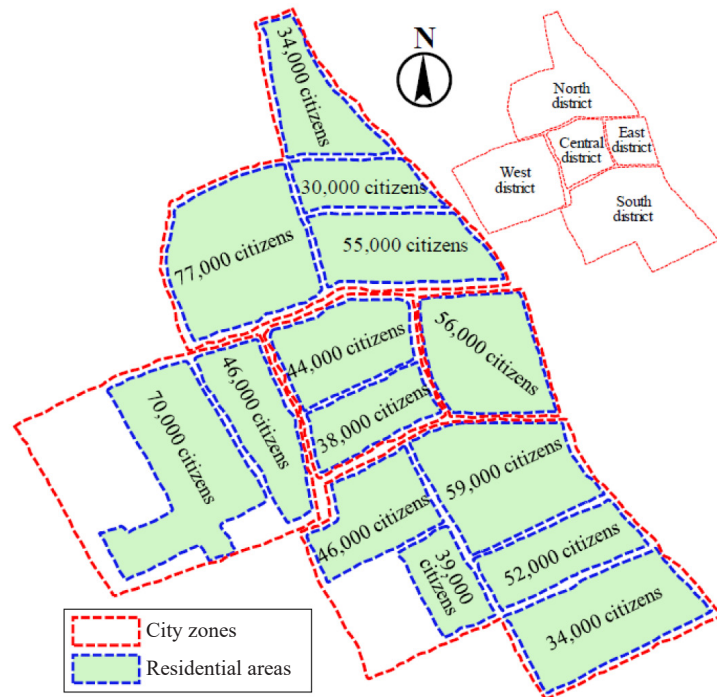 34,000 citizens
N
North
district
East
district
Central
district
West
district
South
district
30,000 citizens
77,000 citizens
55,000 citizens
56,000 citizens
44,000 citizens
46,000 citizens
38,000 citizens
70,000 citizens
59,000 citizens
46,000 citizens
39,000
citizens
52,000 citizens
34,000 citizens
City zones
Residential areas